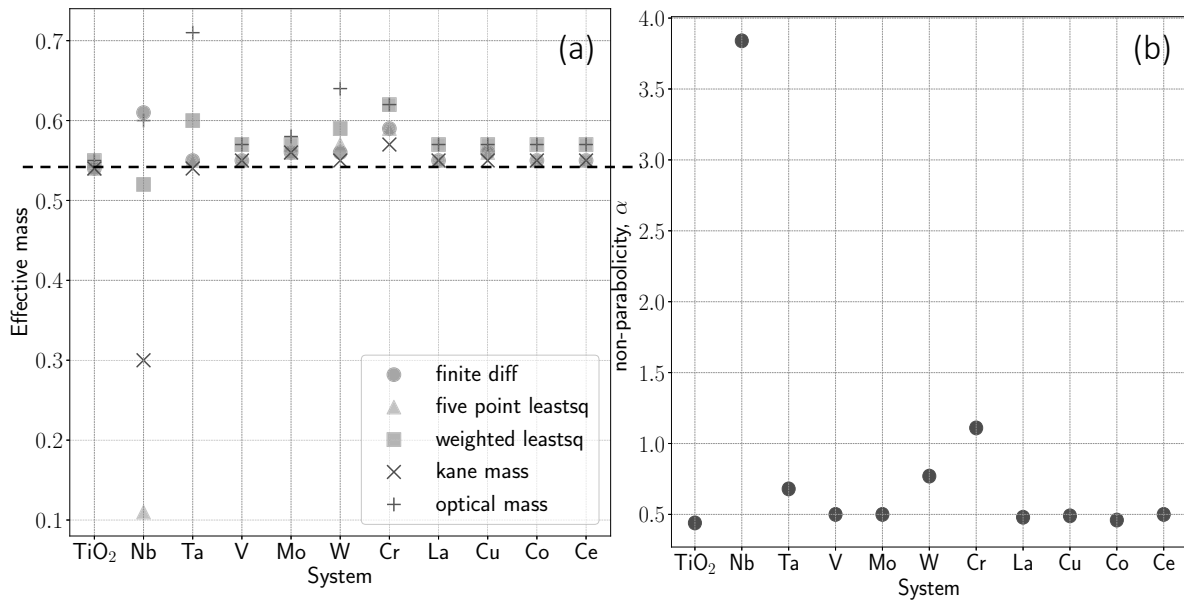 (a)
0.7
0.6
0.5
0.4
0.3
0.2
0.1
Effective mass
finite diff
five point leastsq
weighted leastsq
kane mass
optical mass
TiO₂ Nb Ta V Mo W Cr La Cu Co Ce
System
(b)
4.0
3.5
3.0
2.5
2.0
1.5
1.0
0.5
non-parabolicity, α
TiO₂ Nb Ta V Mo W Cr La Cu Co Ce
System